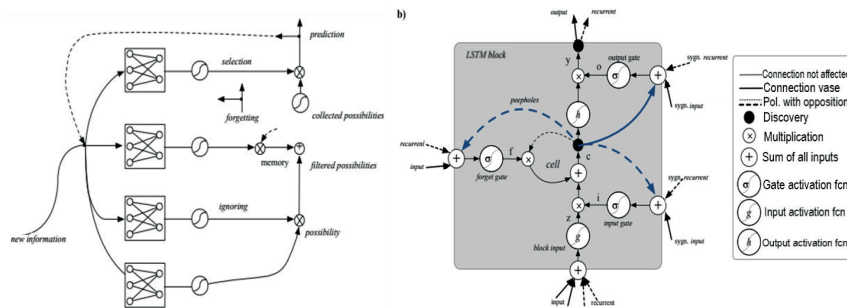 prediction
selection
collected possibilities
forgetting
memory
filtered possibilities
ignoring
possibility
new information
b)
output
recurrent
LSTM block
y
o
output gate
σ
sygn. recurrent
sygn. input
peepholes
h
recurrent
input
σ
f
forget gate
cell
c
i
z
σ
input gate
sygn. recurrent
sygn. input
g
block input
input
recurrent
Connection not affected
Connection vase
Pol. with opposition
Discovery
Multiplication
Sum of all inputs
σ Gate activation fcn
g Input activation fcn
h Output activation fcn